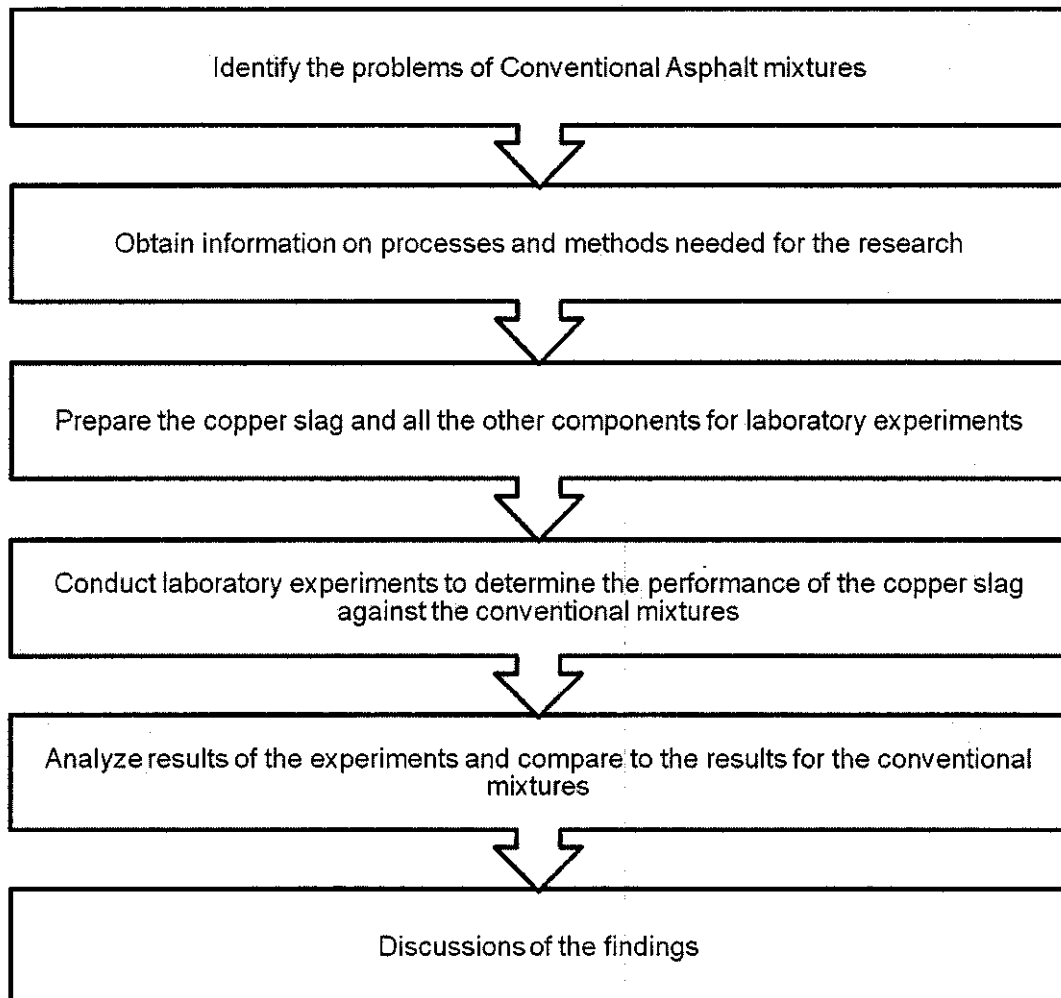 Identify the problems of Conventional Asphalt mixtures
Obtain information on processes and methods needed for the research
Prepare the copper slag and all the other components for laboratory experiments
Conduct laboratory experiments to determine the performance of the copper slag
against the conventional mixtures
Analyze results of the experiments and compare to the results for the conventional
mixtures
Discussions of the findings